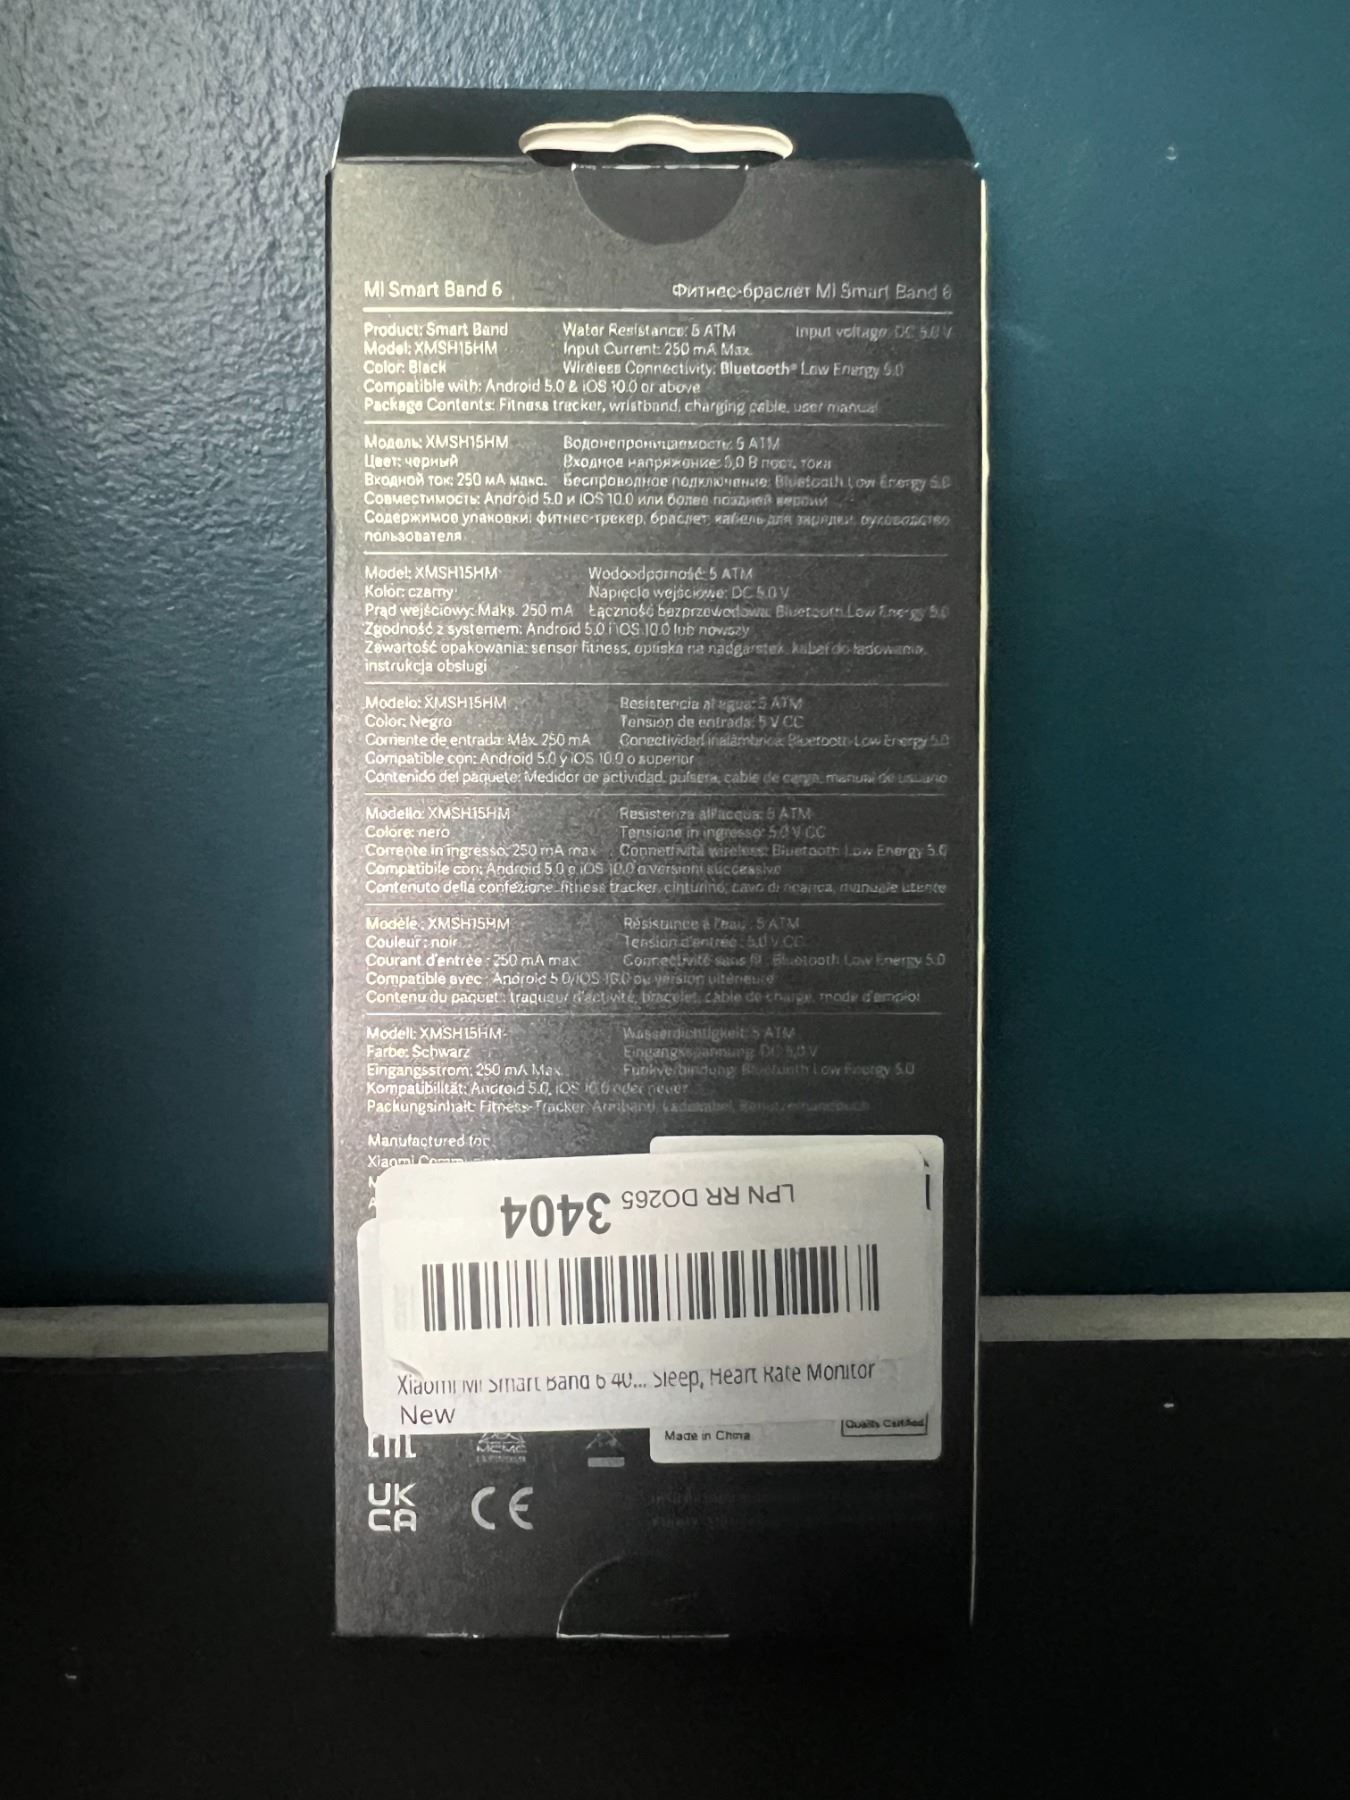 MI Smart Band 6 Фитнес-браслет MI Smart Band 6
Product: Smart Band Water Resistance: 5 ATM Input voltage: DC 5.0 V
Model: XMSH15HM Input Current: 250 mA Max.
Color: Black Wireless Connectivity: Bluetooth® Low Energy 5.0
Compatible with: Android 5.0 & iOS 10.0 or above
Package Contents: Fitness tracker, wristband, charging cable, user manual
Модель: XMSH15HM Водонепроницаемость: 5 ATM
Цвет: черный Входное напряжение: 5,0 В пост. тока
Входной ток: 250 мА макс. Беспроводное подключение: Bluetooth Low Energy 5.0
Совместимость: Android 5.0 и iOS 10.0 или более поздней версии
Содержимое упаковки: фитнес-трекер, браслет, кабель для зарядки, руководство
пользователя
Model: XMSH15HM Wodoodporność: 5 ATM
Kolor: czarny Napięcie wejściowe: DC 5.0 V
Prąd wejściowy: Maks. 250 mA Łączność bezprzewodowa: Bluetooth Low Energy 5.0
Zgodność z systemem: Android 5.0 i iOS 10.0 lub nowszy
Zawartość opakowania: sensor fitness, opaska na nadgarstek, kabel do ładowania,
instrukcja obsługi
Modelo: XMSH15HM Resistencia al agua: 5 ATM
Color: Negro Tensión de entrada: 5 V CC
Corriente de entrada: Máx. 250 mA Conectividad inalámbrica: Bluetooth Low Energy 5.0
Compatible con: Android 5.0 y iOS 10.0 o superior
Contenido del paquete: Medidor de actividad, pulsera, cable de carga, manual de usuario
Modello: XMSH15HM Resistenza all'acqua: 5 ATM
Colore: nero Tensione in ingresso: 5.0 V CC
Corrente in ingresso: 250 mA max Connettività wireless: Bluetooth Low Energy 5.0
Compatibile con: Android 5.0 e iOS 10.0 o versioni successive
Contenuto della confezione: fitness tracker, cinturino, cavo di ricarica, manuale utente
Modèle : XMSH15HM Résistance à l'eau : 5 ATM
Couleur : noir Tension d'entrée : 5.0 V CC
Courant d'entrée : 250 mA max Connectivité sans fil : Bluetooth Low Energy 5.0
Compatible avec : Android 5.0/iOS 10.0 ou version ultérieure
Contenu du paquet : traqueur d'activité, bracelet, câble de charge, mode d'emploi
Modell: XMSH15HM Wasserdichtigkeit: 5 ATM
Farbe: Schwarz Eingangsspannung: DC 5,0 V
Eingangsstrom: 250 mA Max. Funkverbindung: Bluetooth Low Energy 5.0
Kompatibilität: Android 5.0, iOS 10.0 oder neuer
Packungsinhalt: Fitness-Tracker, Armband, Ladekabel, Benutzerhandbuch
Manufactured for
Xiaomi
LPN RR DO265 3404
Xiaomi Mi Smart Band 6 40... Sleep, Heart Rate Monitor
New
Quality Certified
Made in China
EAC
MCMC
UK
CA
CE